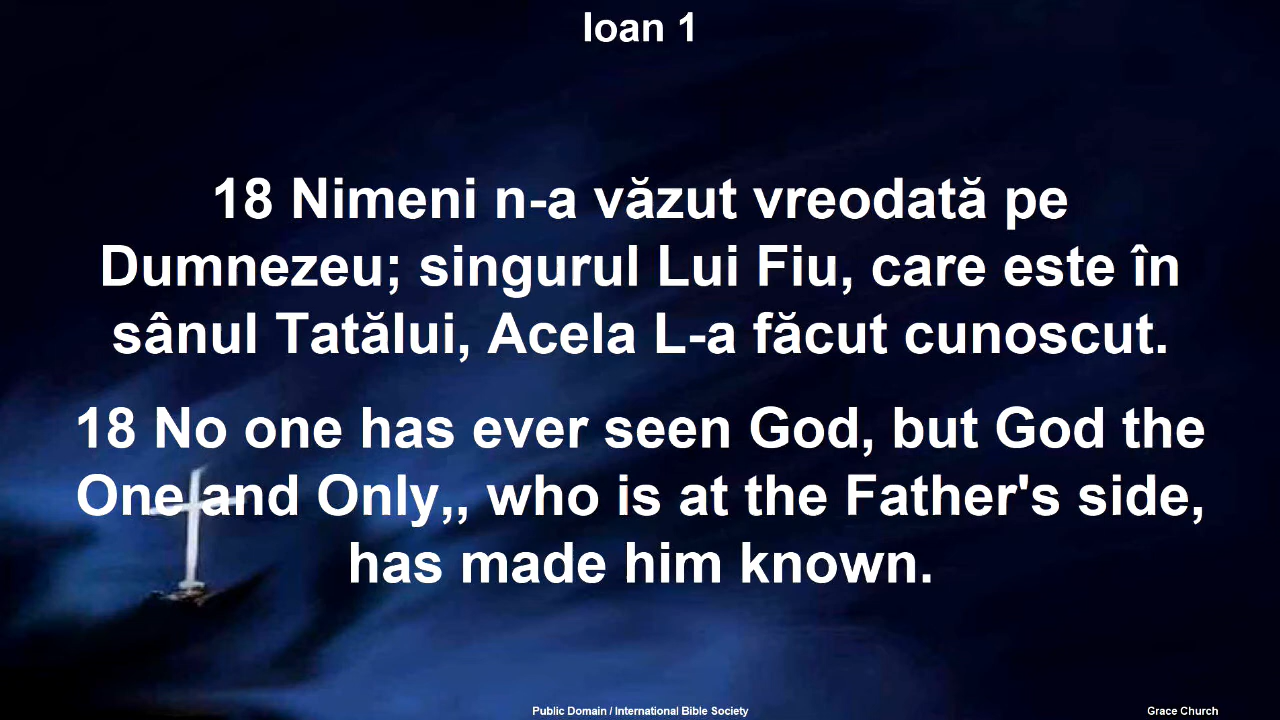 Ioan 1
18 Nimeni n-a văzut vreodată pe
Dumnezeu; singurul Lui Fiu, care este în
sânul Tatălui, Acela L-a făcut cunoscut.
18 No one has ever seen God, but God the
One and Only,, who is at the Father's side,
has made him known.
Public Domain / International Bible Society
Grace Church